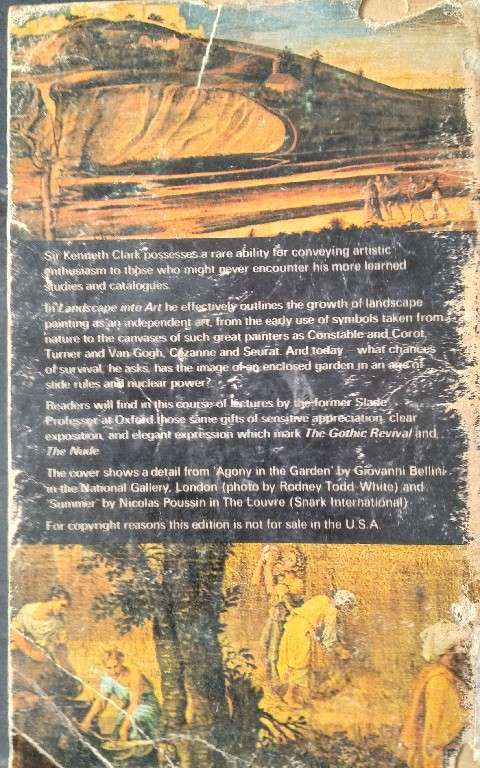 Sir Kenneth Clark possesses a rare ability for conveying artistic
enthusiasm to those who might never encounter his more learned
studies and catalogues.
In Landscape into Art he effectively outlines the growth of landscape
painting as an independent art, from the early use of symbols taken from
nature to the canvases of such great painters as Constable and Corot,
Turner and Van Gogh, Cézanne and Seurat. And today – what chances
of survival, he asks, has the image of an enclosed garden in an age of
slide rules and nuclear power?
Readers will find in this course of lectures by the former Slade
Professor at Oxford those same gifts of sensitive appreciation, clear
exposition, and elegant expression which mark The Gothic Revival and
The Nude
The cover shows a detail from 'Agony in the Garden' by Giovanni Bellini
in the National Gallery, London (photo by Rodney Todd-White) and
'Summer' by Nicolas Poussin in The Louvre (Snark International)
For copyright reasons this edition is not for sale in the U.S.A.